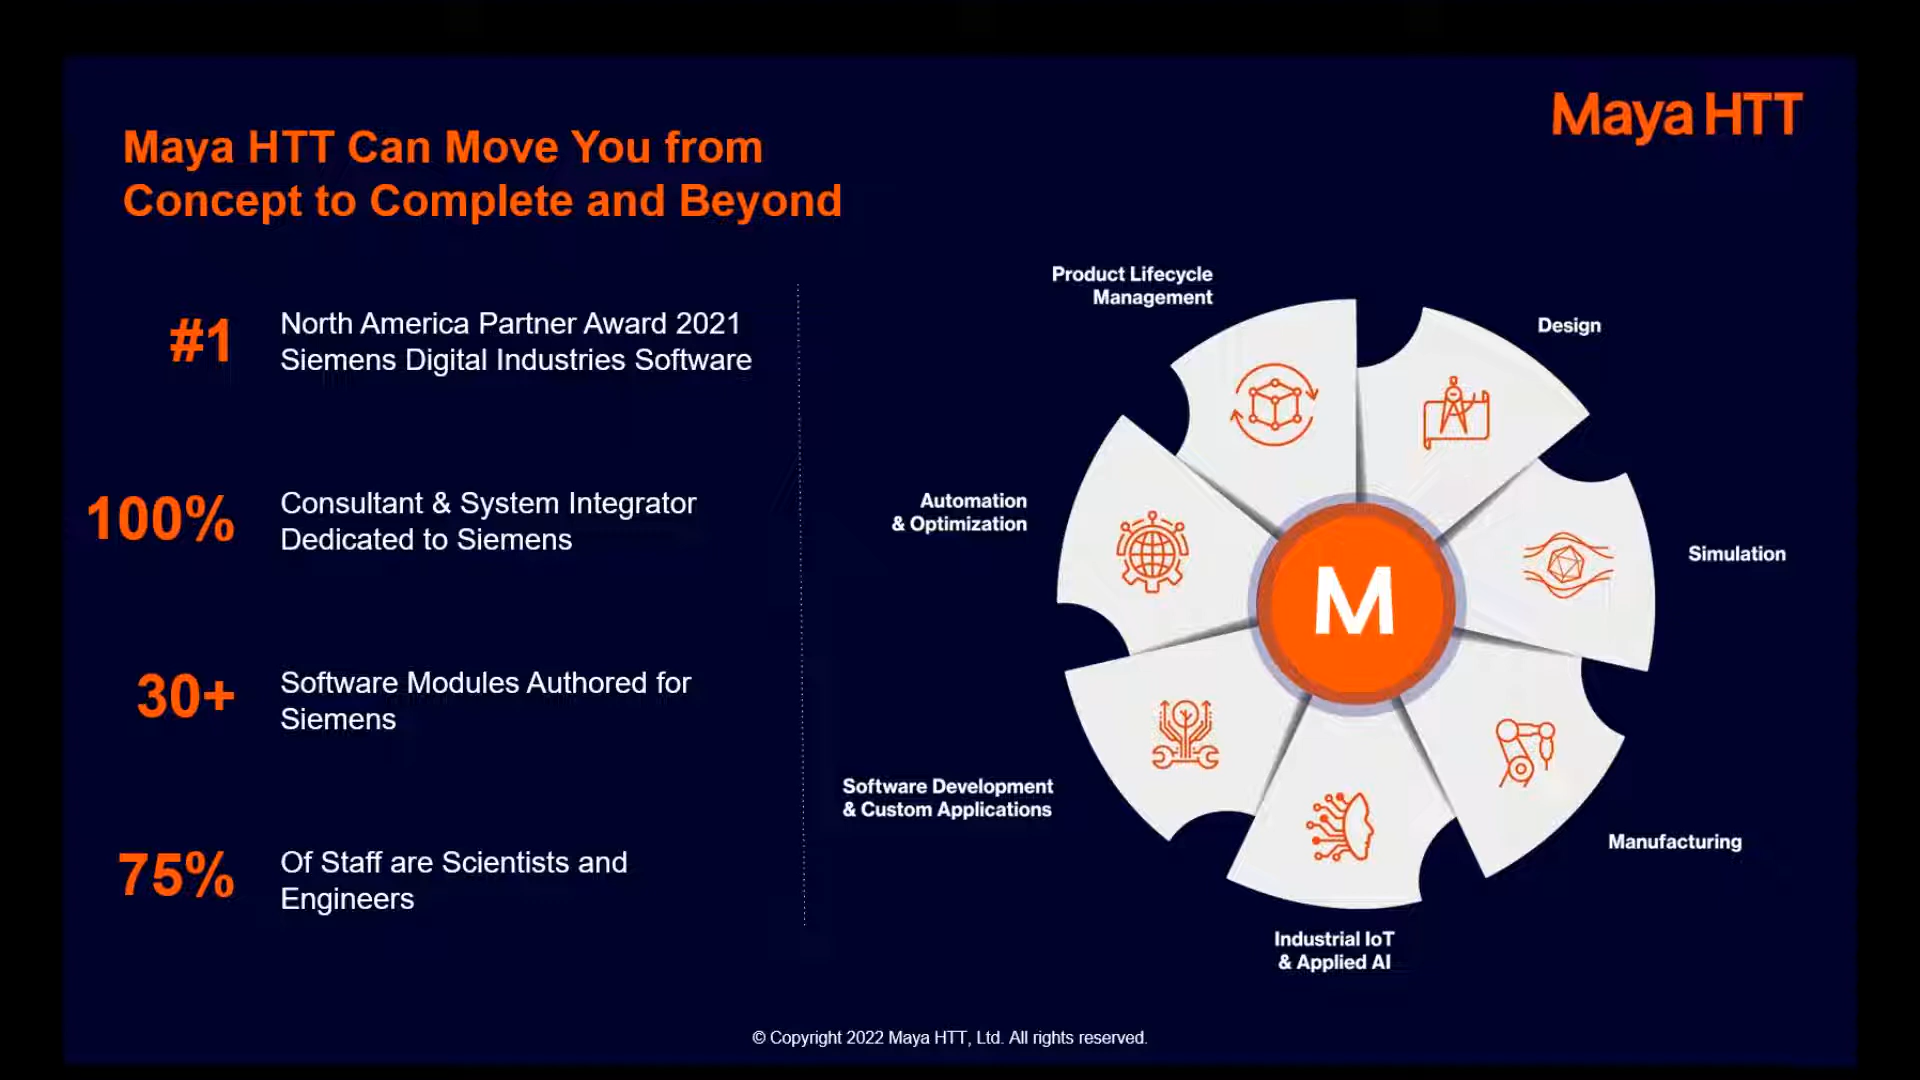 Maya HTT
Maya HTT Can Move You from
Concept to Complete and Beyond
#1
North America Partner Award 2021
Siemens Digital Industries Software
100%
Consultant & System Integrator
Dedicated to Siemens
30+
Software Modules Authored for
Siemens
75%
Of Staff are Scientists and
Engineers
Product Lifecycle
Management
Design
Automation
& Optimization
Simulation
M
Software Development
& Custom Applications
Manufacturing
Industrial IoT
& Applied AI
© Copyright 2022 Maya HTT, Ltd. All rights reserved.